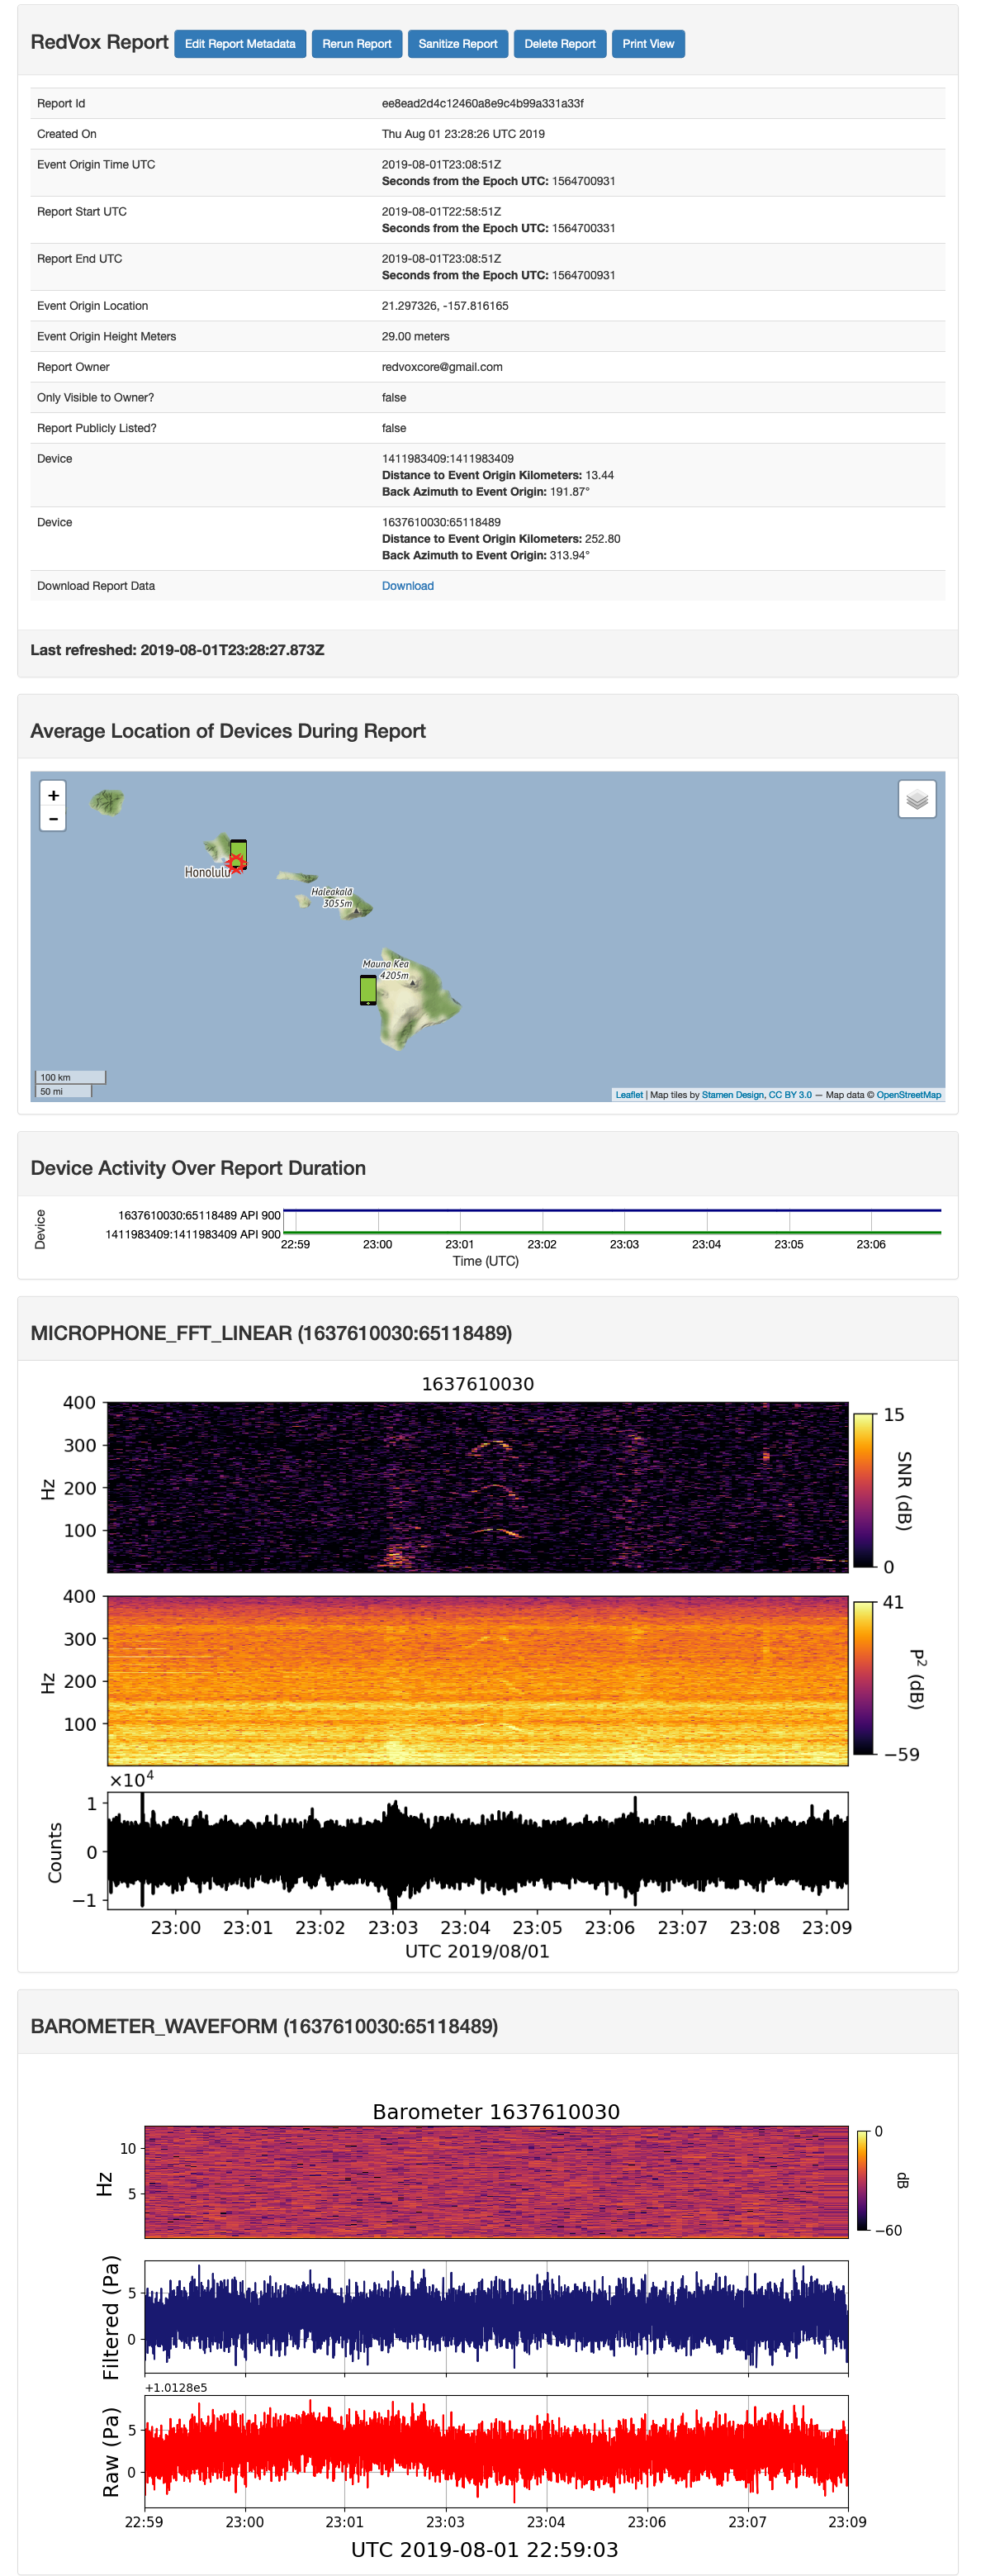 RedVox Report Edit Report Metadata Rerun Report Sanitize Report Delete Report Print View
Report Id ee8ead2d4c12460a8e9c4b99a331a33f
Created On Thu Aug 01 23:28:26 UTC 2019
Event Origin Time UTC 2019-08-01T23:08:51Z
Seconds from the Epoch UTC: 1564700931
Report Start UTC 2019-08-01T22:58:51Z
Seconds from the Epoch UTC: 1564700331
Report End UTC 2019-08-01T23:08:51Z
Seconds from the Epoch UTC: 1564700931
Event Origin Location 21.297326, -157.816165
Event Origin Height Meters 29.00 meters
Report Owner redvoxcore@gmail.com
Only Visible to Owner? false
Report Publicly Listed? false
Device 1411983409:1411983409
Distance to Event Origin Kilometers: 13.44
Back Azimuth to Event Origin: 191.87°
Device 1637610030:65118489
Distance to Event Origin Kilometers: 252.80
Back Azimuth to Event Origin: 313.94°
Download Report Data Download
Last refreshed: 2019-08-01T23:28:27.873Z
Average Location of Devices During Report
+
−
Honolulu
Haleakalā
3055m
Mauna Kea
4205m
100 km
50 mi
Leaflet | Map tiles by Stamen Design, CC BY 3.0 — Map data © OpenStreetMap
Device Activity Over Report Duration
Device
1637610030:65118489 API 900
1411983409:1411983409 API 900
22:59 23:00 23:01 23:02 23:03 23:04 23:05 23:06
Time (UTC)
MICROPHONE_FFT_LINEAR (1637610030:65118489)
1637610030
400
300
200
100
Hz
15
0
SNR (dB)
400
300
200
100
Hz
41
−59
P² (dB)
×10⁴
1
0
−1
Counts
23:00 23:01 23:02 23:03 23:04 23:05 23:06 23:07 23:08 23:09
UTC 2019/08/01
BAROMETER_WAVEFORM (1637610030:65118489)
Barometer 1637610030
10
5
Hz
0
−60
dB
5
0
Filtered (Pa)
+1.0128e5
5
0
Raw (Pa)
22:59 23:00 23:01 23:03 23:04 23:06 23:07 23:09
UTC 2019-08-01 22:59:03